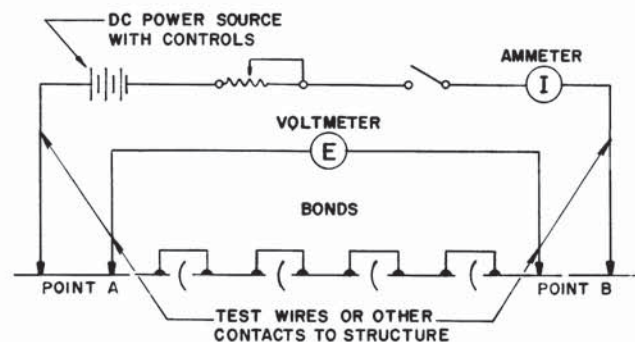 DC POWER SOURCE
WITH CONTROLS
AMMETER
I
VOLTMETER
E
BONDS
POINT A
POINT B
TEST WIRES OR OTHER
CONTACTS TO STRUCTURE